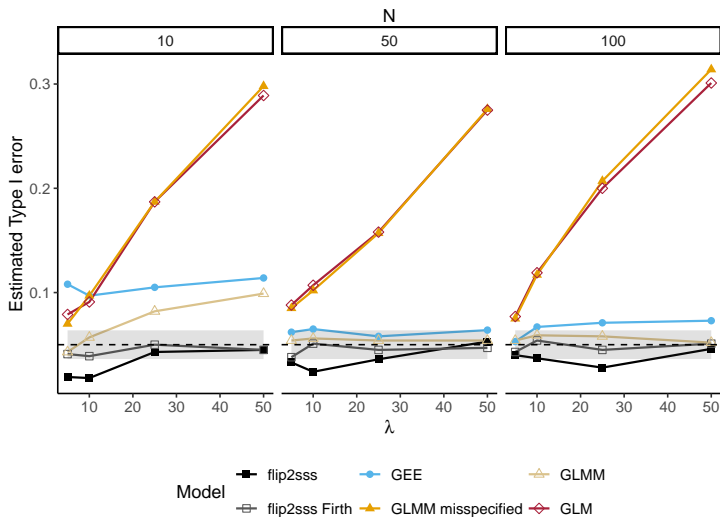 N
10 50 100
Estimated Type I error
0.3
0.2
0.1
10 20 30 40 50 10 20 30 40 50 10 20 30 40 50
λ
Model
flip2sss GEE GLMM
flip2sss Firth GLMM misspecified GLM